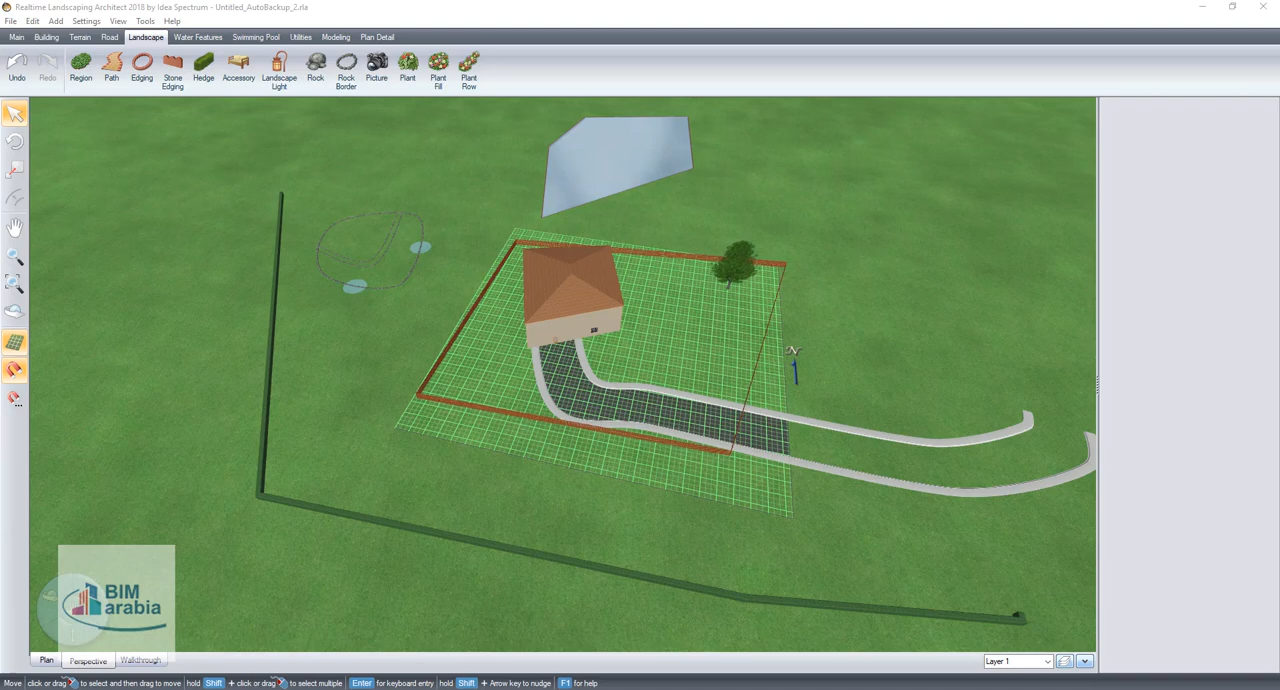 Realtime Landscaping Architect 2018 by Idea Spectrum - Untitled_AutoBackup_2.rla
File Edit Add Settings View Tools Help
Main Building Terrain Road Landscape Water Features Swimming Pool Utilities Modeling Plan Detail
Undo Redo Region Path Edging Stone Edging Hedge Accessory Landscape Light Rock Rock Border Picture Plant Plant Fill Plant Row
N
BIM
arabia
Plan Perspective Walkthrough Layer 1
Move click or drag to select and then drag to move hold Shift + click or drag to select multiple Enter for keyboard entry hold Shift + Arrow key to nudge F1 for help